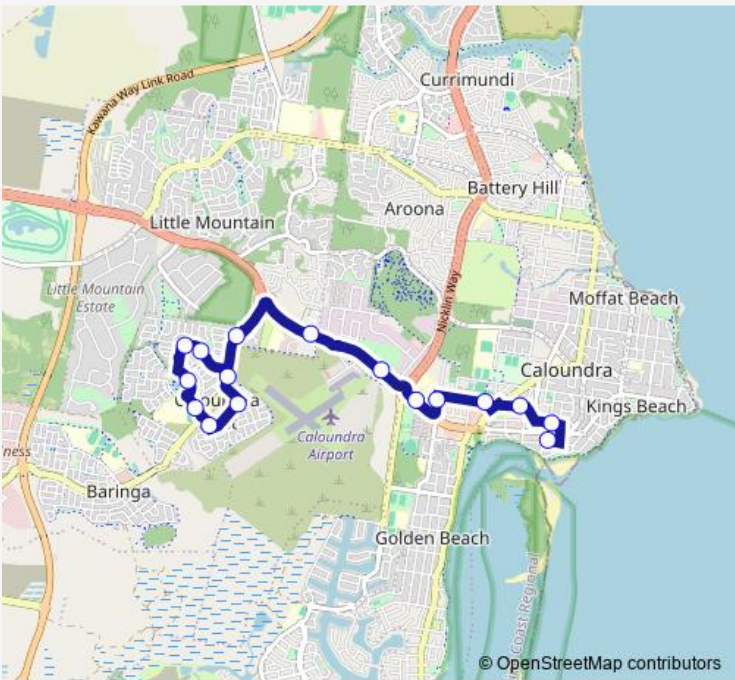 Currimundi
Kawana Way Link Road
Battery Hill
Aroona
Little Mountain
Little Mountain
Estate
Nicklin Way
Moffat Beach
Caloundra
Kings Beach
Caloundra
Airport
ness
Baringa
Golden Beach
Coast Regional
© OpenStreetMap contributors